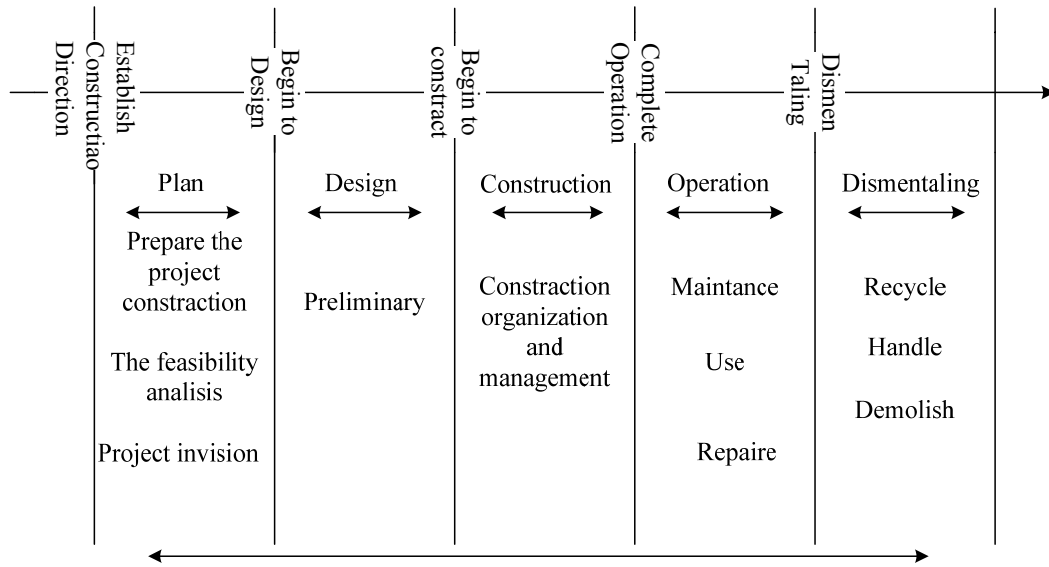 Establish
Constructiao
Direction
Begin to
Design
Begin to
constract
Complete
Operation
Dismen
Taling
Plan
Design
Construction
Operation
Dismentaling
Prepare the
project
constraction
The feasibility
analisis
Project invision
Preliminary
Constraction
organization
and
management
Maintance
Use
Repaire
Recycle
Handle
Demolish